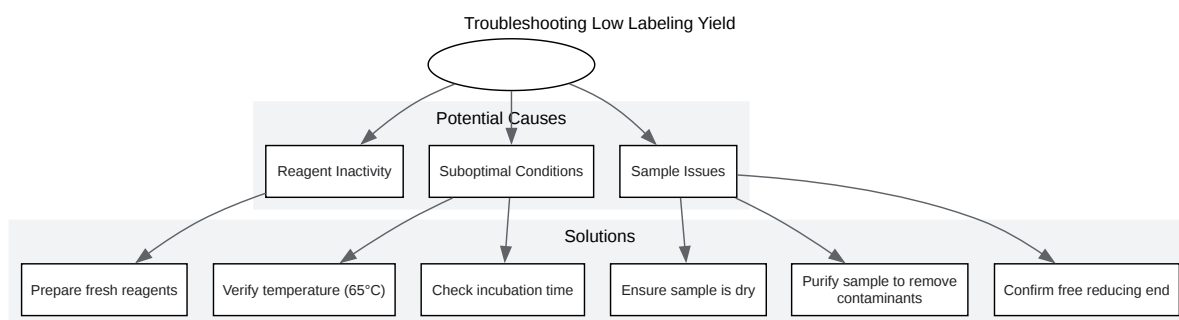 Troubleshooting Low Labeling Yield
Potential Causes
Reagent Inactivity
Suboptimal Conditions
Sample Issues
Solutions
Prepare fresh reagents
Verify temperature (65°C)
Check incubation time
Ensure sample is dry
Purify sample to remove
contaminants
Confirm free reducing end